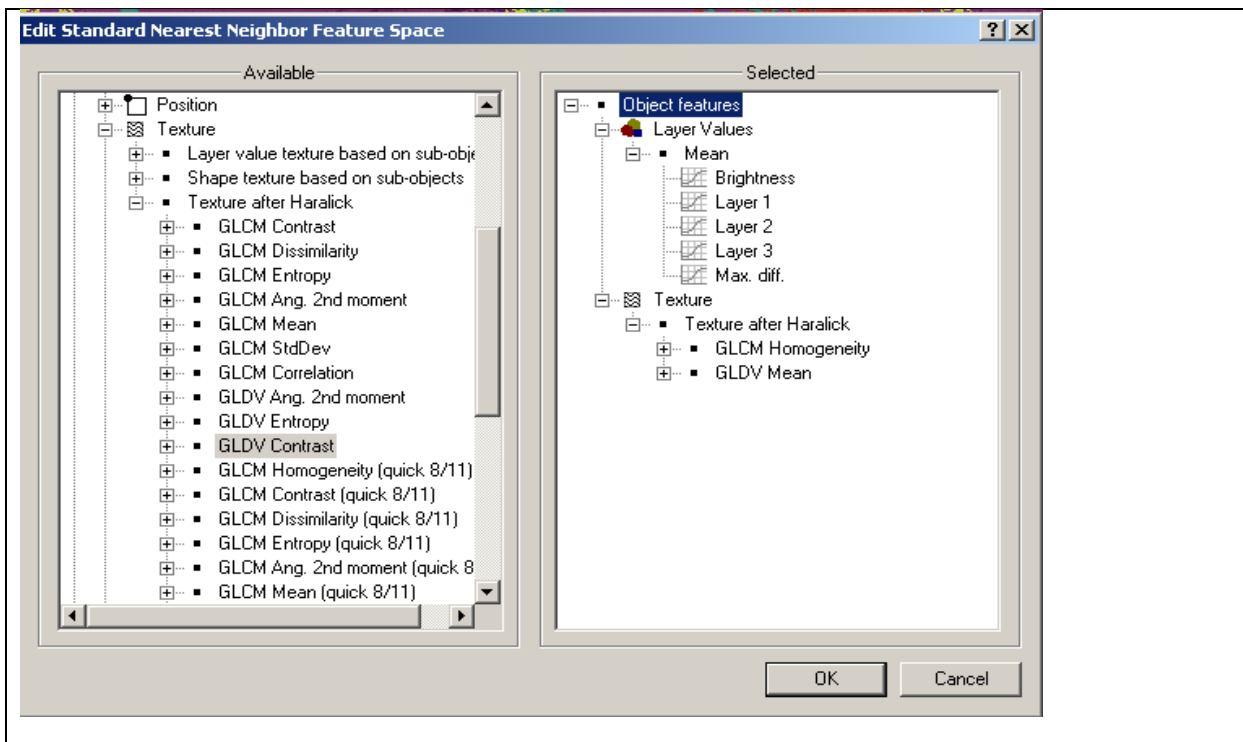 Edit Standard Nearest Neighbor Feature Space
Available
Position
Texture
Layer value texture based on sub-obje
Shape texture based on sub-objects
Texture after Haralick
GLCM Contrast
GLCM Dissimilarity
GLCM Entropy
GLCM Ang. 2nd moment
GLCM Mean
GLCM StdDev
GLCM Correlation
GLDV Ang. 2nd moment
GLDV Entropy
GLDV Contrast
GLCM Homogeneity (quick 8/11)
GLCM Contrast (quick 8/11)
GLCM Dissimilarity (quick 8/11)
GLCM Entropy (quick 8/11)
GLCM Ang. 2nd moment (quick 8
GLCM Mean (quick 8/11)
Selected
Object features
Layer Values
Mean
Brightness
Layer 1
Layer 2
Layer 3
Max. diff.
Texture
Texture after Haralick
GLCM Homogeneity
GLDV Mean
OK
Cancel